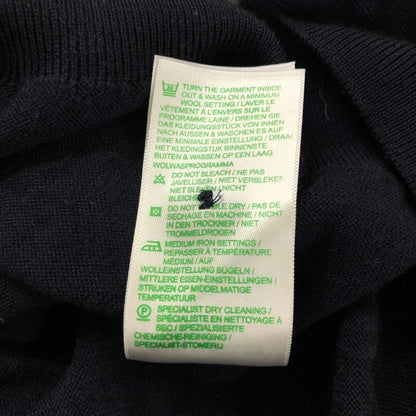 TURN THE GARMENT INSIDE
OUT & WASH ON A MINIMUM
WOOL SETTING / LAVER LE
VÊTEMENT À L'ENVERS SUR LE
PROGRAMME LAINE / DREHEN SIE
DAS KLEIDUNGSSTÜCK VON INNEN
NACH AUSSEN & WASCHEN ES AUF
EINE MINIMALE EINSTELLUNG / DRAAI
HET KLEDINGSTUK BINNENSTE
BUITEN & WASSEN OP EEN LAAG
WOLWASPROGRAMMA
DO NOT BLEACH / NE PAS
JAVELLISER / NIET VERBLEKEN
NIET BLEICHEN / NICHT
BLEICHEN
DO NOT TUMBLE DRY / PAS DE
SÉCHAGE EN MACHINE / NICHT
IN DEN TROCKNER / NIET
TROMMELDROGEN
MEDIUM IRON SETTINGS /
REPASSER À TEMPÉRATURE
MÉDIUM / AUF
WOLLEINSTELLUNG BÜGELN /
MITTLERE EISEN-EINSTELLUNGEN /
STRIJKEN OP MIDDELMATIGE
TEMPERATUUR
SPECIALIST DRY CLEANING /
SPÉCIALISTE EN NETTOYAGE À
SEC / SPEZIALISIERTE
CHEMISCHE-REINIGUNG /
SPECIALIST-STOMERIJ